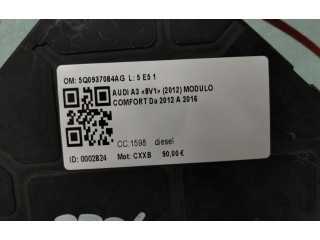 OM: 5Q0937084AG L: 5 E5 1
AUDI A3 «8V1» (2012) MODULO
COMFORT Da 2012 A 2016
CC:1598 diesel
ID: 0002824 Mot: CXXB 90,00 €